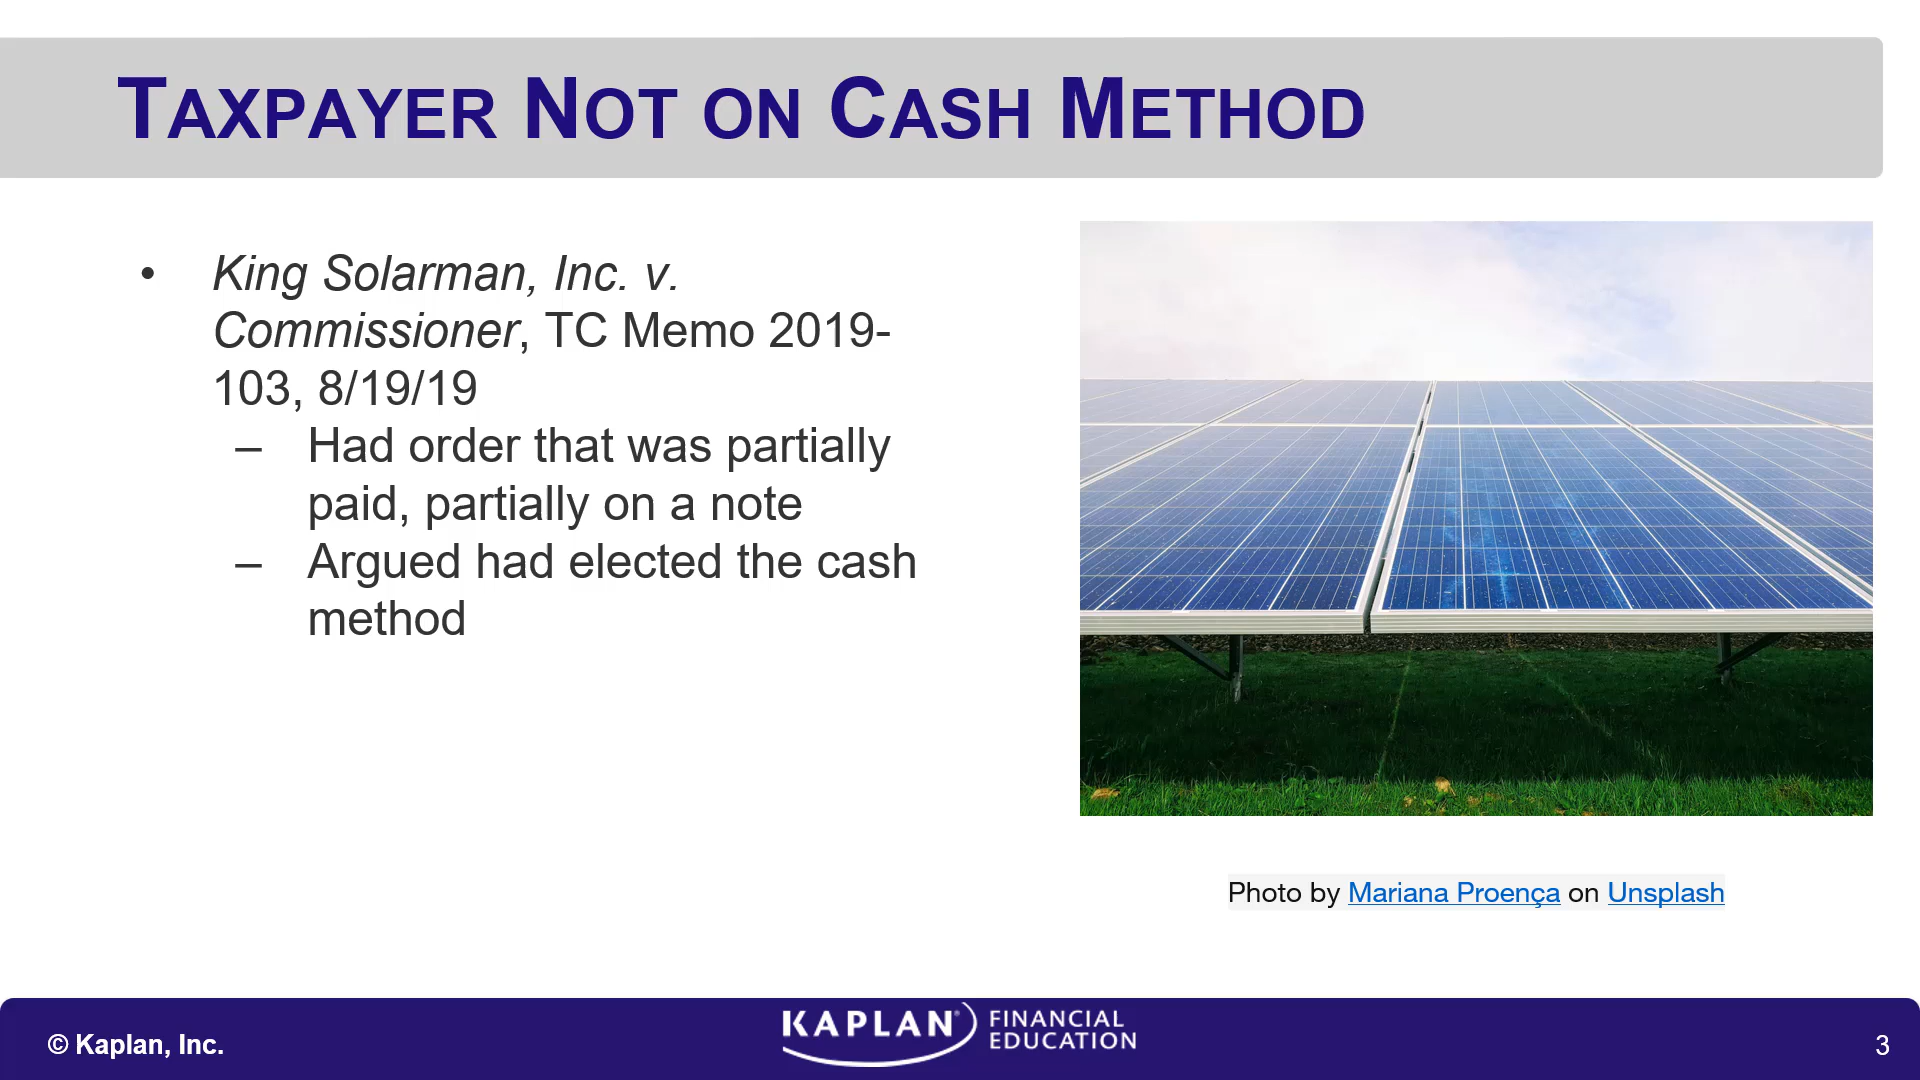 TAXPAYER NOT ON CASH METHOD
• King Solarman, Inc. v.
Commissioner, TC Memo 2019-
103, 8/19/19
– Had order that was partially
paid, partially on a note
– Argued had elected the cash
method
Photo by Mariana Proença on Unsplash
© Kaplan, Inc.
KAPLAN® FINANCIAL
EDUCATION
3